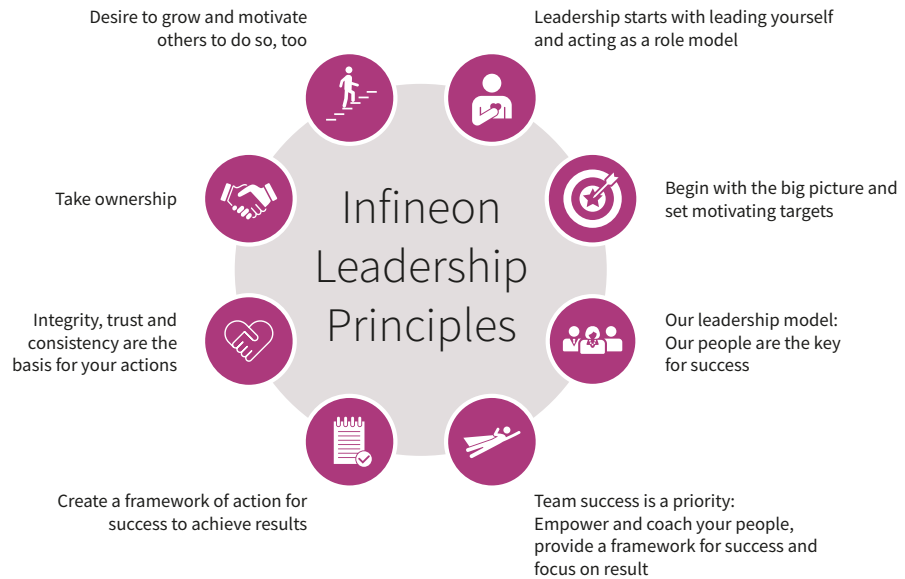 Desire to grow and motivate
others to do so, too
Leadership starts with leading yourself
and acting as a role model
Take ownership
Infineon
Leadership
Principles
Begin with the big picture and
set motivating targets
Integrity, trust and
consistency are the
basis for your actions
Our leadership model:
Our people are the key
for success
Create a framework of action for
success to achieve results
Team success is a priority:
Empower and coach your people,
provide a framework for success and
focus on result